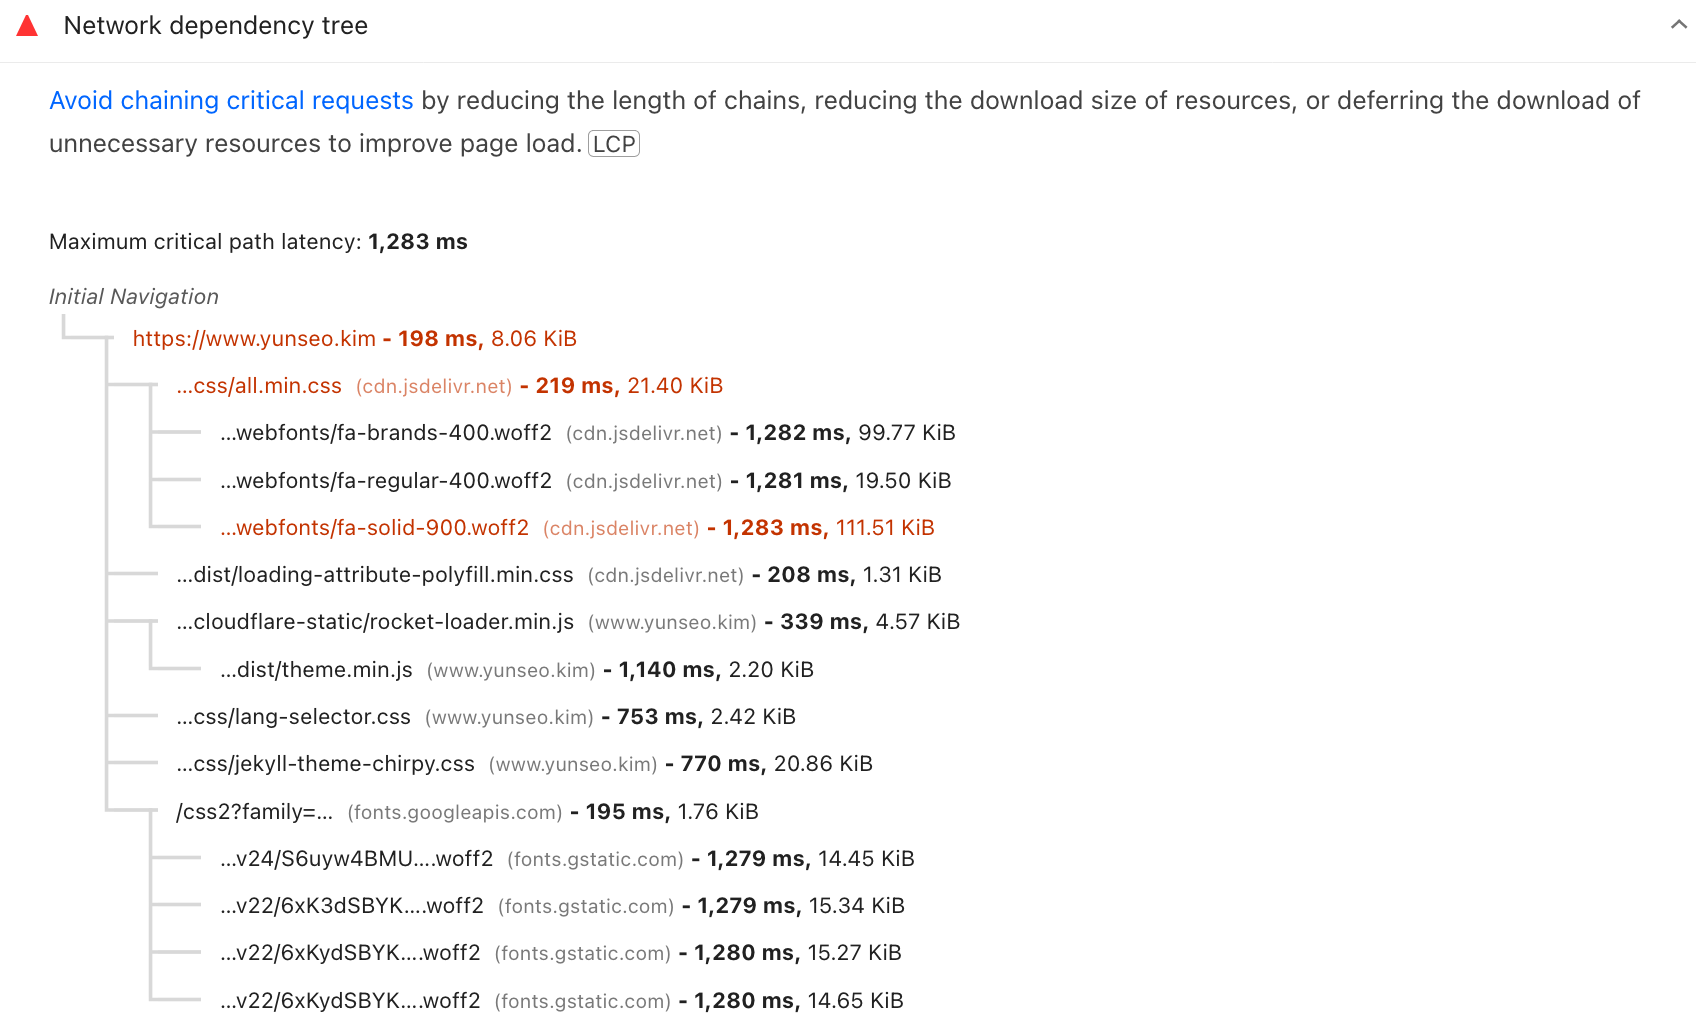 Network dependency tree
Avoid chaining critical requests by reducing the length of chains, reducing the download size of resources, or deferring the download of
unnecessary resources to improve page load. LCP
Maximum critical path latency: 1,283 ms
Initial Navigation
https://www.yunseo.kim - 198 ms, 8.06 KiB
…css/all.min.css (cdn.jsdelivr.net) - 219 ms, 21.40 KiB
…webfonts/fa-brands-400.woff2 (cdn.jsdelivr.net) - 1,282 ms, 99.77 KiB
…webfonts/fa-regular-400.woff2 (cdn.jsdelivr.net) - 1,281 ms, 19.50 KiB
…webfonts/fa-solid-900.woff2 (cdn.jsdelivr.net) - 1,283 ms, 111.51 KiB
…dist/loading-attribute-polyfill.min.css (cdn.jsdelivr.net) - 208 ms, 1.31 KiB
…cloudflare-static/rocket-loader.min.js (www.yunseo.kim) - 339 ms, 4.57 KiB
…dist/theme.min.js (www.yunseo.kim) - 1,140 ms, 2.20 KiB
…css/lang-selector.css (www.yunseo.kim) - 753 ms, 2.42 KiB
…css/jekyll-theme-chirpy.css (www.yunseo.kim) - 770 ms, 20.86 KiB
/css2?family=… (fonts.googleapis.com) - 195 ms, 1.76 KiB
…v24/S6uyw4BMU….woff2 (fonts.gstatic.com) - 1,279 ms, 14.45 KiB
…v22/6xK3dSBYK….woff2 (fonts.gstatic.com) - 1,279 ms, 15.34 KiB
…v22/6xKydSBYK….woff2 (fonts.gstatic.com) - 1,280 ms, 15.27 KiB
…v22/6xKydSBYK….woff2 (fonts.gstatic.com) - 1,280 ms, 14.65 KiB